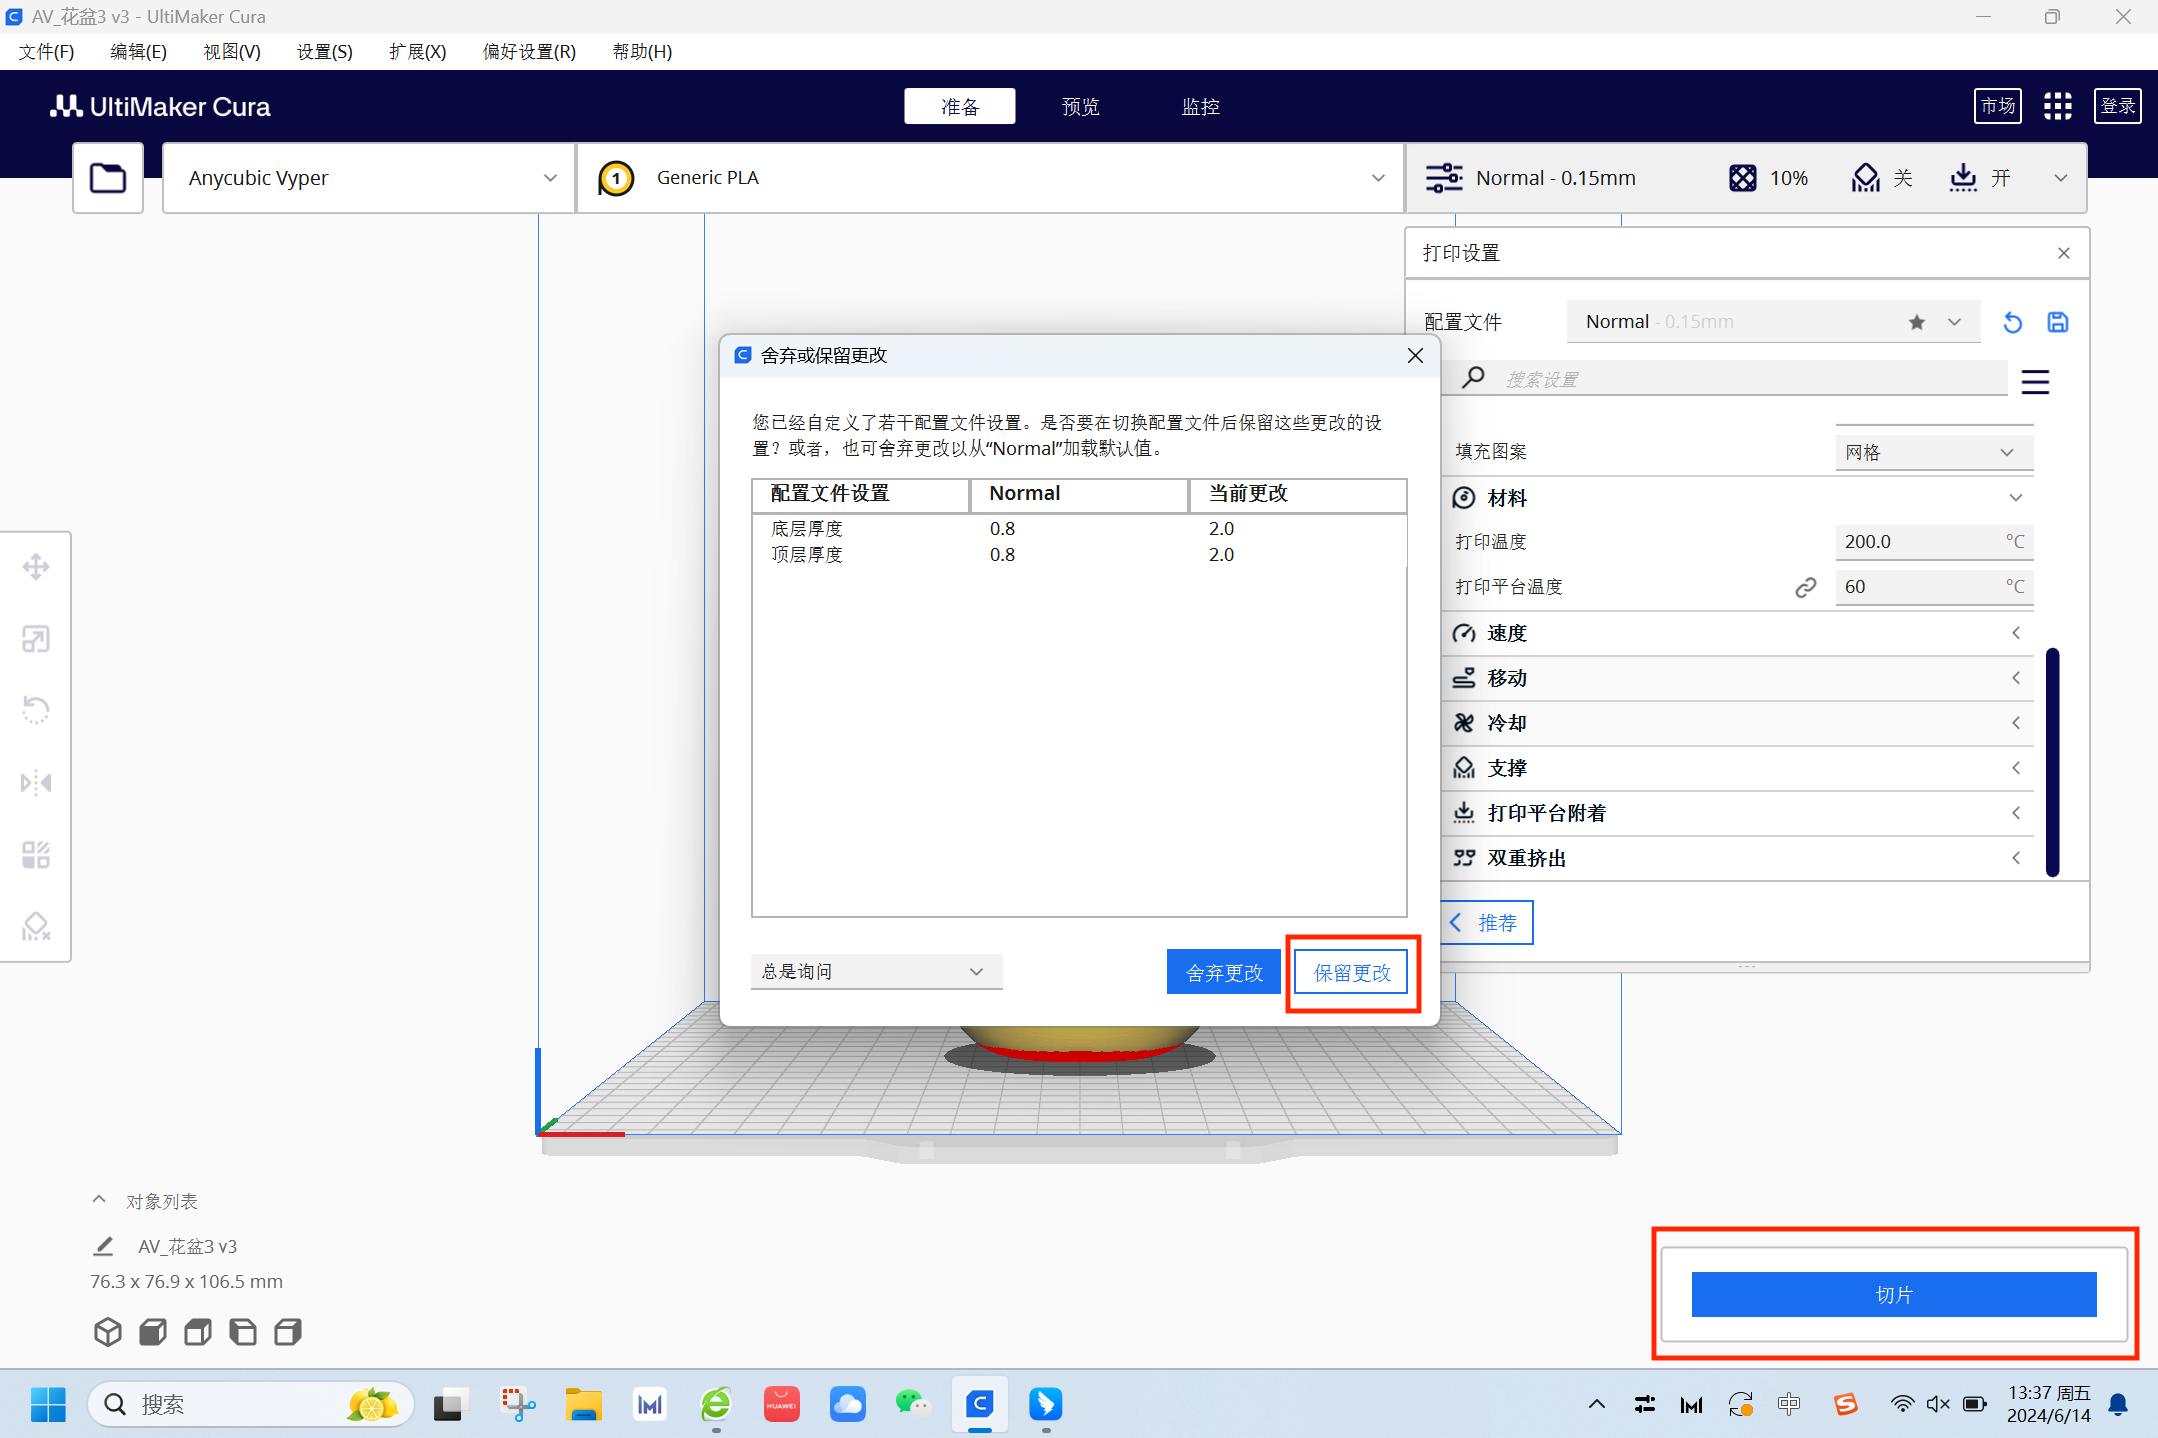 AV_花盆3 v3 - UltiMaker Cura
文件(F) 编辑(E) 视图(V) 设置(S) 扩展(X) 偏好设置(R) 帮助(H)
UltiMaker Cura
准备 预览 监控
市场 登录
Anycubic Vyper
1 Generic PLA
Normal - 0.15mm 10% 关 开
打印设置
配置文件 Normal - 0.15mm
搜索设置
填充图案 网格
材料
打印温度 200.0 °C
打印平台温度 60 °C
速度
移动
冷却
支撑
打印平台附着
双重挤出
推荐
舍弃或保留更改
您已经自定义了若干配置文件设置。是否要在切换配置文件后保留这些更改的设
置？或者，也可舍弃更改以从“Normal”加载默认值。
配置文件设置 Normal 当前更改
底层厚度 0.8 2.0
顶层厚度 0.8 2.0
总是询问 舍弃更改 保留更改
对象列表
AV_花盆3 v3
76.3 x 76.9 x 106.5 mm
切片
搜索
HUAWEI
中
13:37 周五
2024/6/14